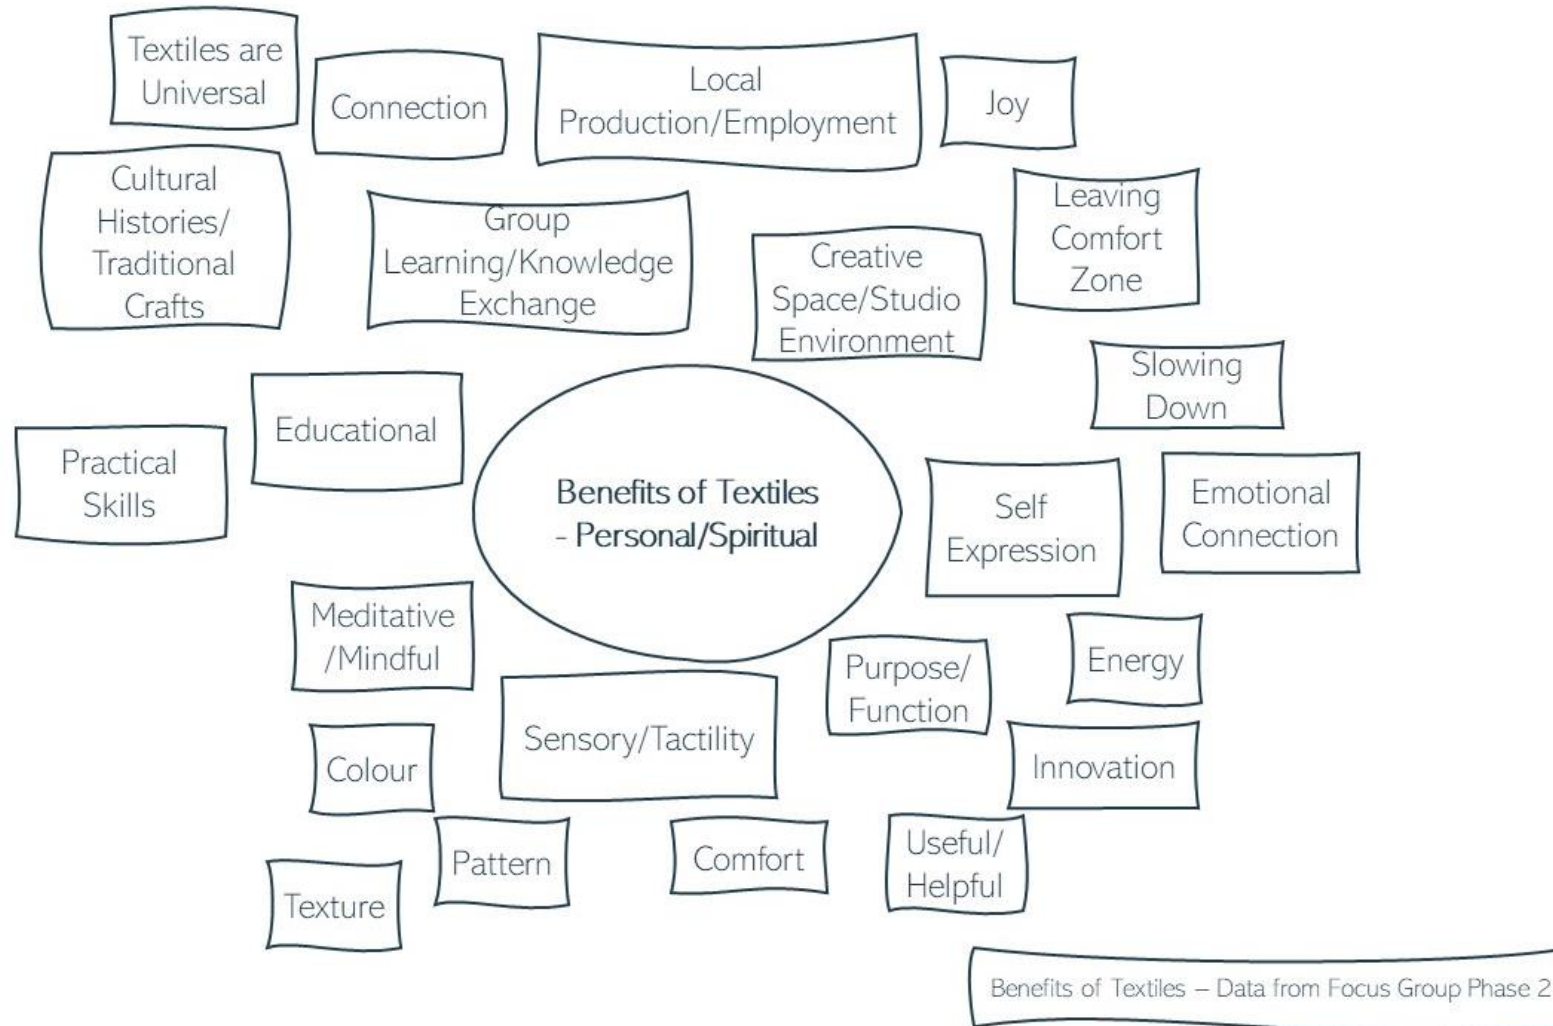 Textiles are
Universal
Connection
Local
Production/Employment
Joy
Cultural
Histories/
Traditional
Crafts
Group
Learning/Knowledge
Exchange
Creative
Space/Studio
Environment
Leaving
Comfort
Zone
Slowing
Down
Educational
Practical
Skills
Benefits of Textiles
- Personal/Spiritual
Self
Expression
Emotional
Connection
Meditative
/Mindful
Purpose/
Function
Energy
Sensory/Tactility
Colour
Innovation
Pattern
Comfort
Useful/
Helpful
Texture
Benefits of Textiles – Data from Focus Group Phase 2